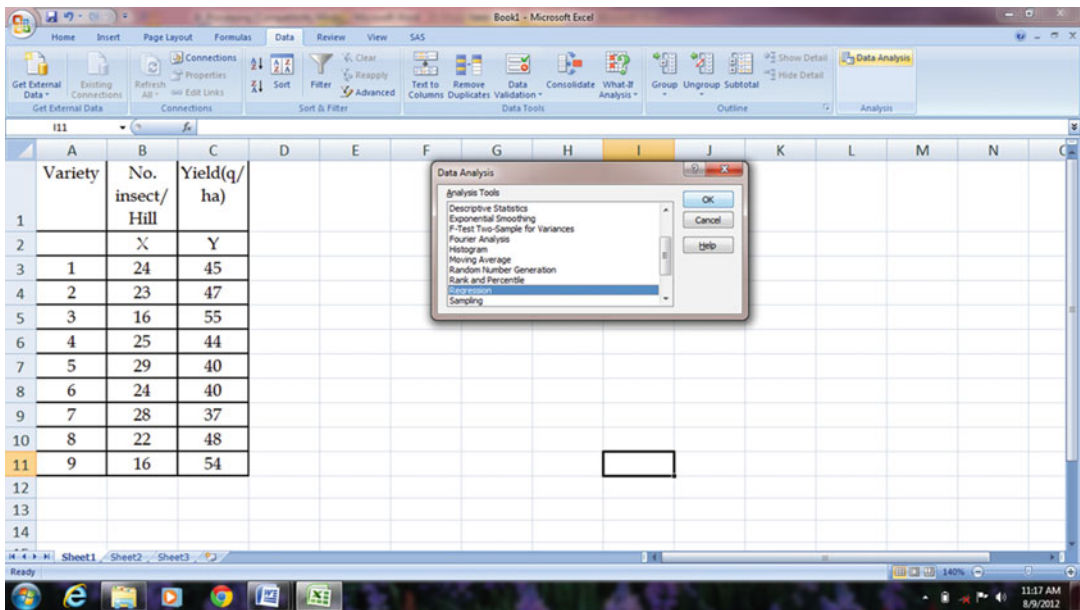 Book1 - Microsoft Excel
Home Insert Page Layout Formulas Data Review View SAS
Get External Data
Existing Connections
Refresh All
Connections
Properties
Edit Links
Sort
Filter
Clear
Reapply
Advanced
Text to Columns
Remove Duplicates
Data Validation
Consolidate
What-If Analysis
Group
Ungroup
Subtotal
Show Detail
Hide Detail
Data Analysis
Get External Data Connections Sort & Filter Data Tools Outline Analysis
I11 fx
A B C D E F G H I J K L M N
Variety No. Yield(q/
insect/ ha)
1 Hill
2 X Y
3 1 24 45
4 2 23 47
5 3 16 55
6 4 25 44
7 5 29 40
8 6 24 40
9 7 28 37
10 8 22 48
11 9 16 54
12
13
14
Data Analysis
Analysis Tools
Descriptive Statistics
Exponential Smoothing
F-Test Two-Sample for Variances
Fourier Analysis
Histogram
Moving Average
Random Number Generation
Rank and Percentile
Regression
Sampling
OK
Cancel
Help
Sheet1 Sheet2 Sheet3
Ready 140%
11:17 AM
8/9/2012